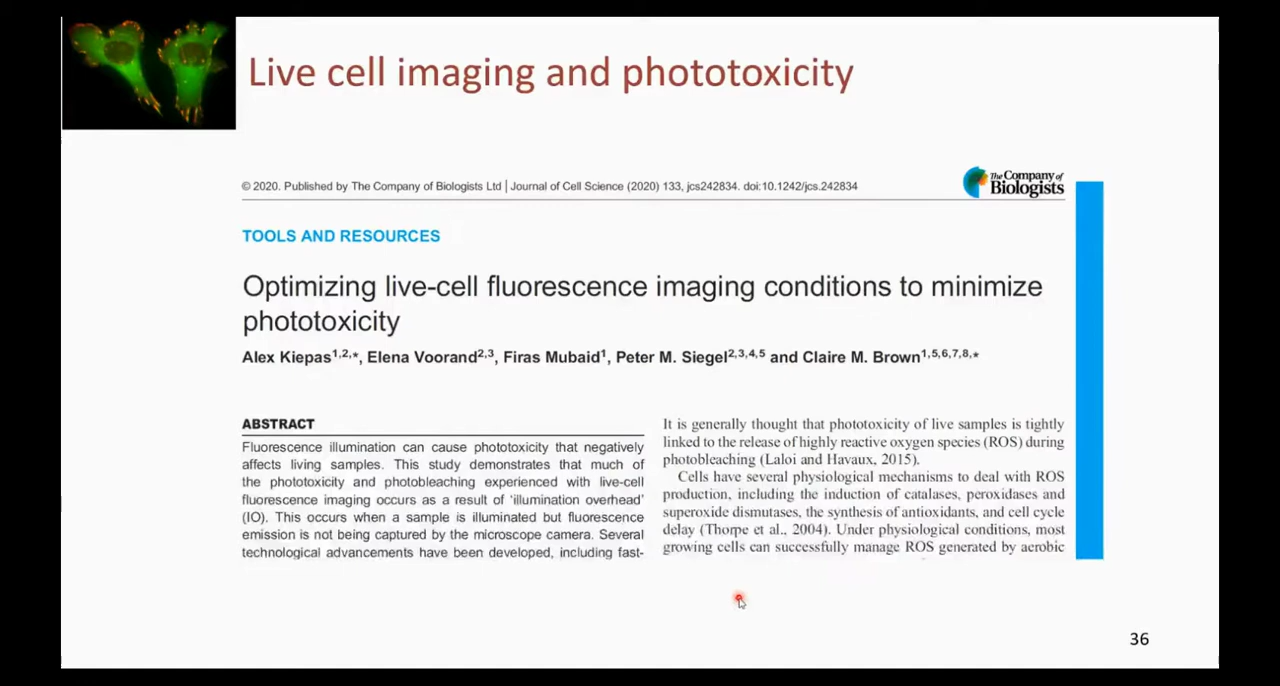 Live cell imaging and phototoxicity
© 2020. Published by The Company of Biologists Ltd | Journal of Cell Science (2020) 133, jcs242834. doi:10.1242/jcs.242834
The Company of
Biologists
TOOLS AND RESOURCES
Optimizing live-cell fluorescence imaging conditions to minimize
phototoxicity
Alex Kiepas1,2,*, Elena Voorand2,3, Firas Mubaid1, Peter M. Siegel2,3,4,5 and Claire M. Brown1,5,6,7,8,*
ABSTRACT
Fluorescence illumination can cause phototoxicity that negatively
affects living samples. This study demonstrates that much of
the phototoxicity and photobleaching experienced with live-cell
fluorescence imaging occurs as a result of ‘illumination overhead’
(IO). This occurs when a sample is illuminated but fluorescence
emission is not being captured by the microscope camera. Several
technological advancements have been developed, including fast-
It is generally thought that phototoxicity of live samples is tightly
linked to the release of highly reactive oxygen species (ROS) during
photobleaching (Laloi and Havaux, 2015).
Cells have several physiological mechanisms to deal with ROS
production, including the induction of catalases, peroxidases and
superoxide dismutases, the synthesis of antioxidants, and cell cycle
delay (Thorpe et al., 2004). Under physiological conditions, most
growing cells can successfully manage ROS generated by aerobic
36